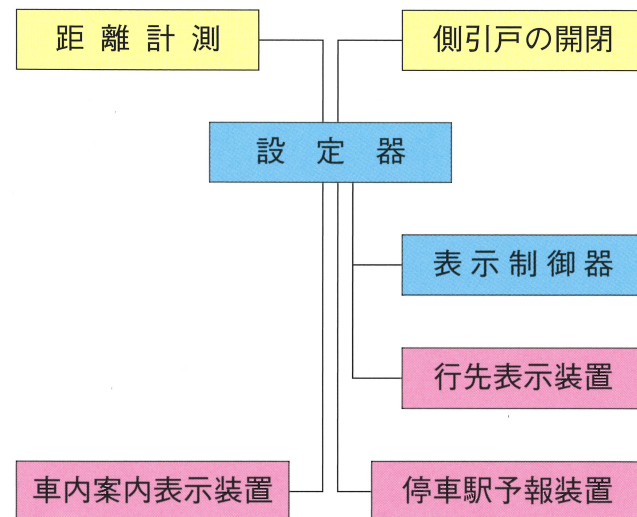 距離計測
側引戸の開閉
設定器
表示制御器
行先表示装置
車内案内表示装置
停車駅予報装置